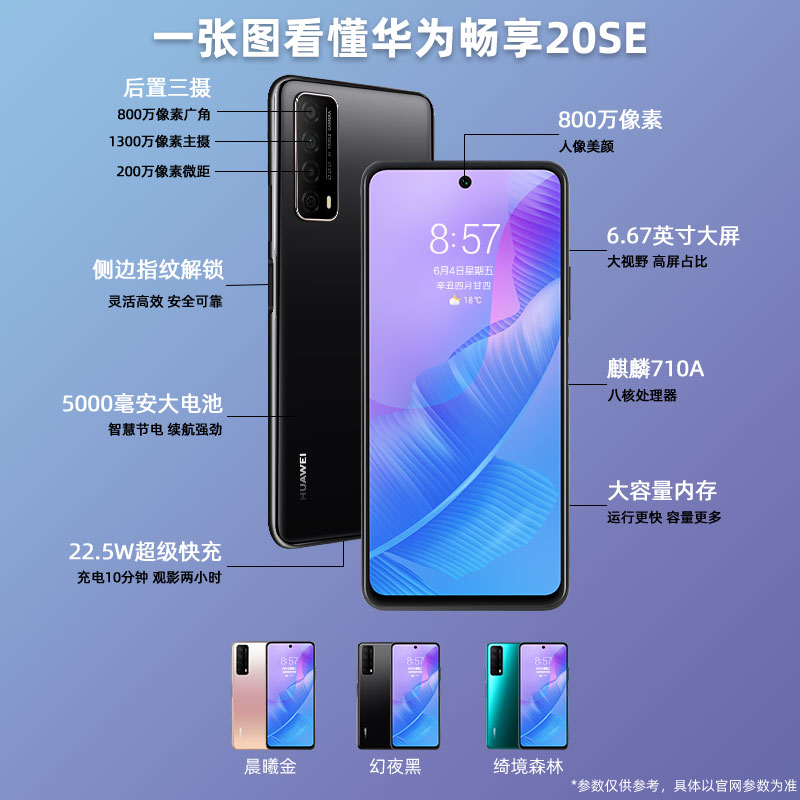 一张图看懂华为畅享20SE
后置三摄
800万像素广角
1300万像素主摄
200万像素微距
侧边指纹解锁
灵活高效 安全可靠
5000毫安大电池
智慧节电 续航强劲
22.5W超级快充
充电10分钟 观影两小时
AI TRIPLE CAMERA
HUAWEI
8:57
6月4日星期五
辛丑四月廿四
18℃
800万像素
人像美颜
6.67英寸大屏
大视野 高屏占比
麒麟710A
八核处理器
大容量内存
运行更快 容量更多
8:57
8:57
8:57
晨曦金
幻夜黑
绮境森林
*参数仅供参考，具体以官网参数为准